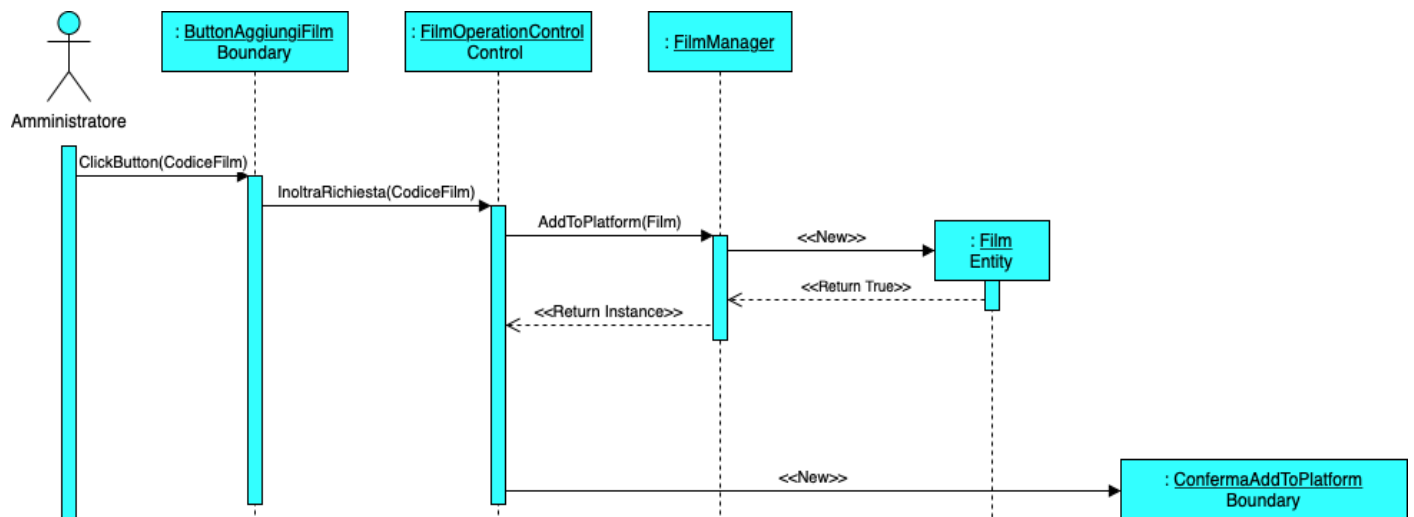 : ButtonAggiungiFilm
Boundary
: FilmOperationControl
Control
: FilmManager
Amministratore
ClickButton(CodiceFilm)
InoltraRichiesta(CodiceFilm)
AddToPlatform(Film)
<<New>>
: Film
Entity
<<Return True>>
<<Return Instance>>
<<New>>
: ConfermaAddToPlatform
Boundary